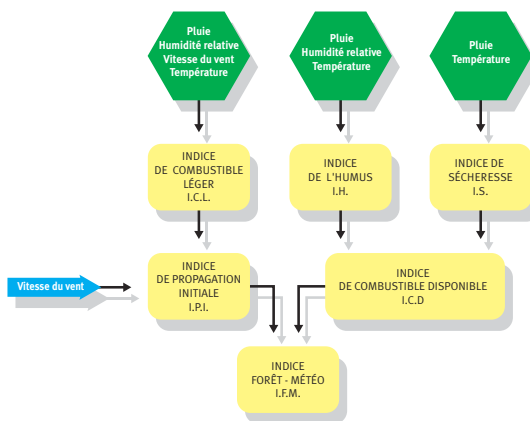 Pluie
Humidité relative
Vitesse du vent
Température
Pluie
Humidité relative
Température
Pluie
Température
INDICE
DE COMBUSTIBLE
LÉGER
I.C.L.
INDICE
DE L'HUMUS
I.H.
INDICE DE
SÉCHERESSE
I.S.
Vitesse du vent
INDICE
DE PROPAGATION
INITIALE
I.P.I.
INDICE
DE COMBUSTIBLE DISPONIBLE
I.C.D
INDICE
FORÊT - MÉTÉO
I.F.M.